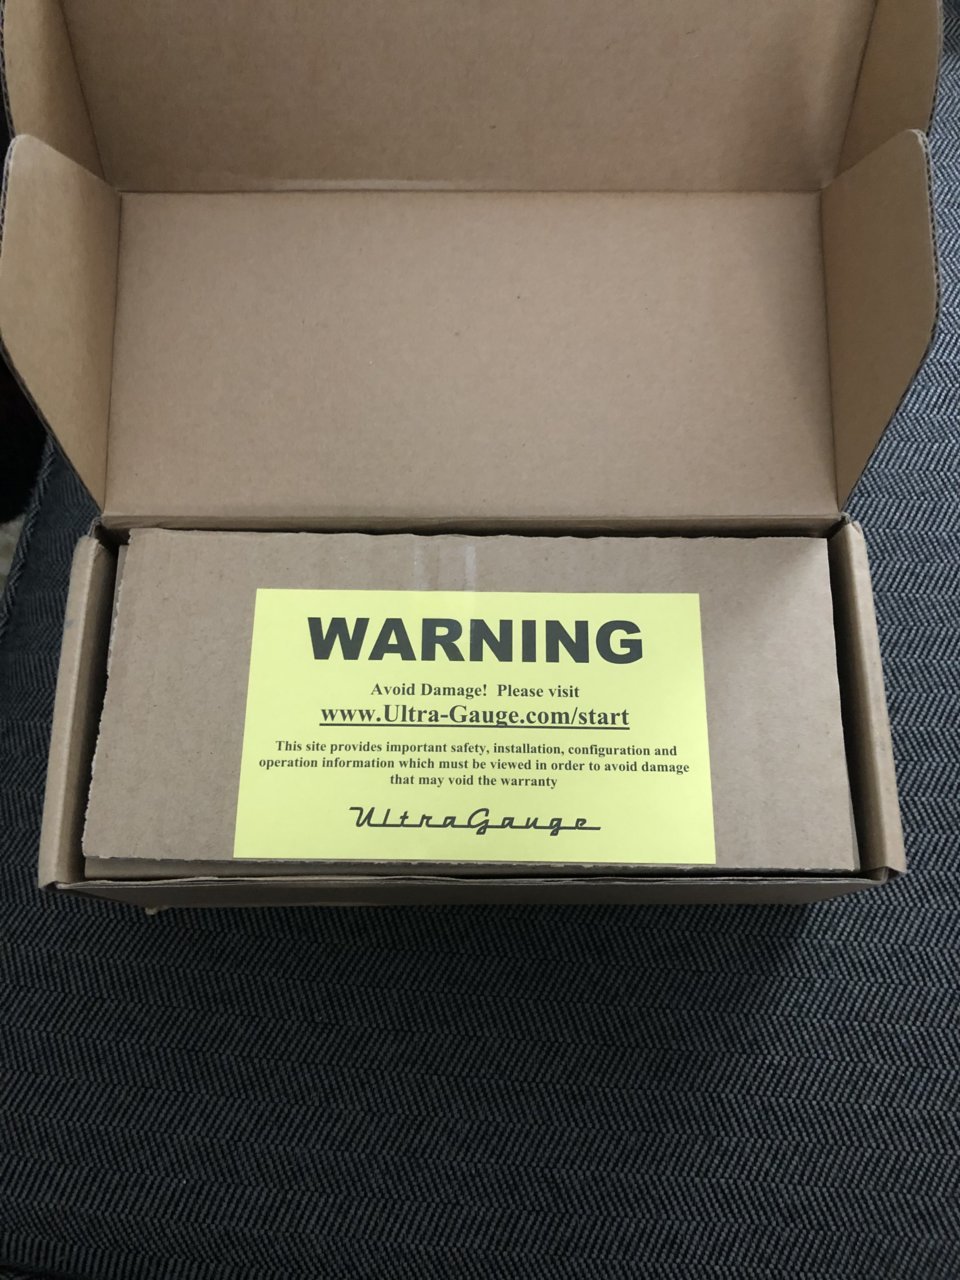 WARNING
Avoid Damage! Please visit
www.Ultra-Gauge.com/start
This site provides important safety, installation, configuration and
operation information which must be viewed in order to avoid damage
that may void the warranty
UltraGauge